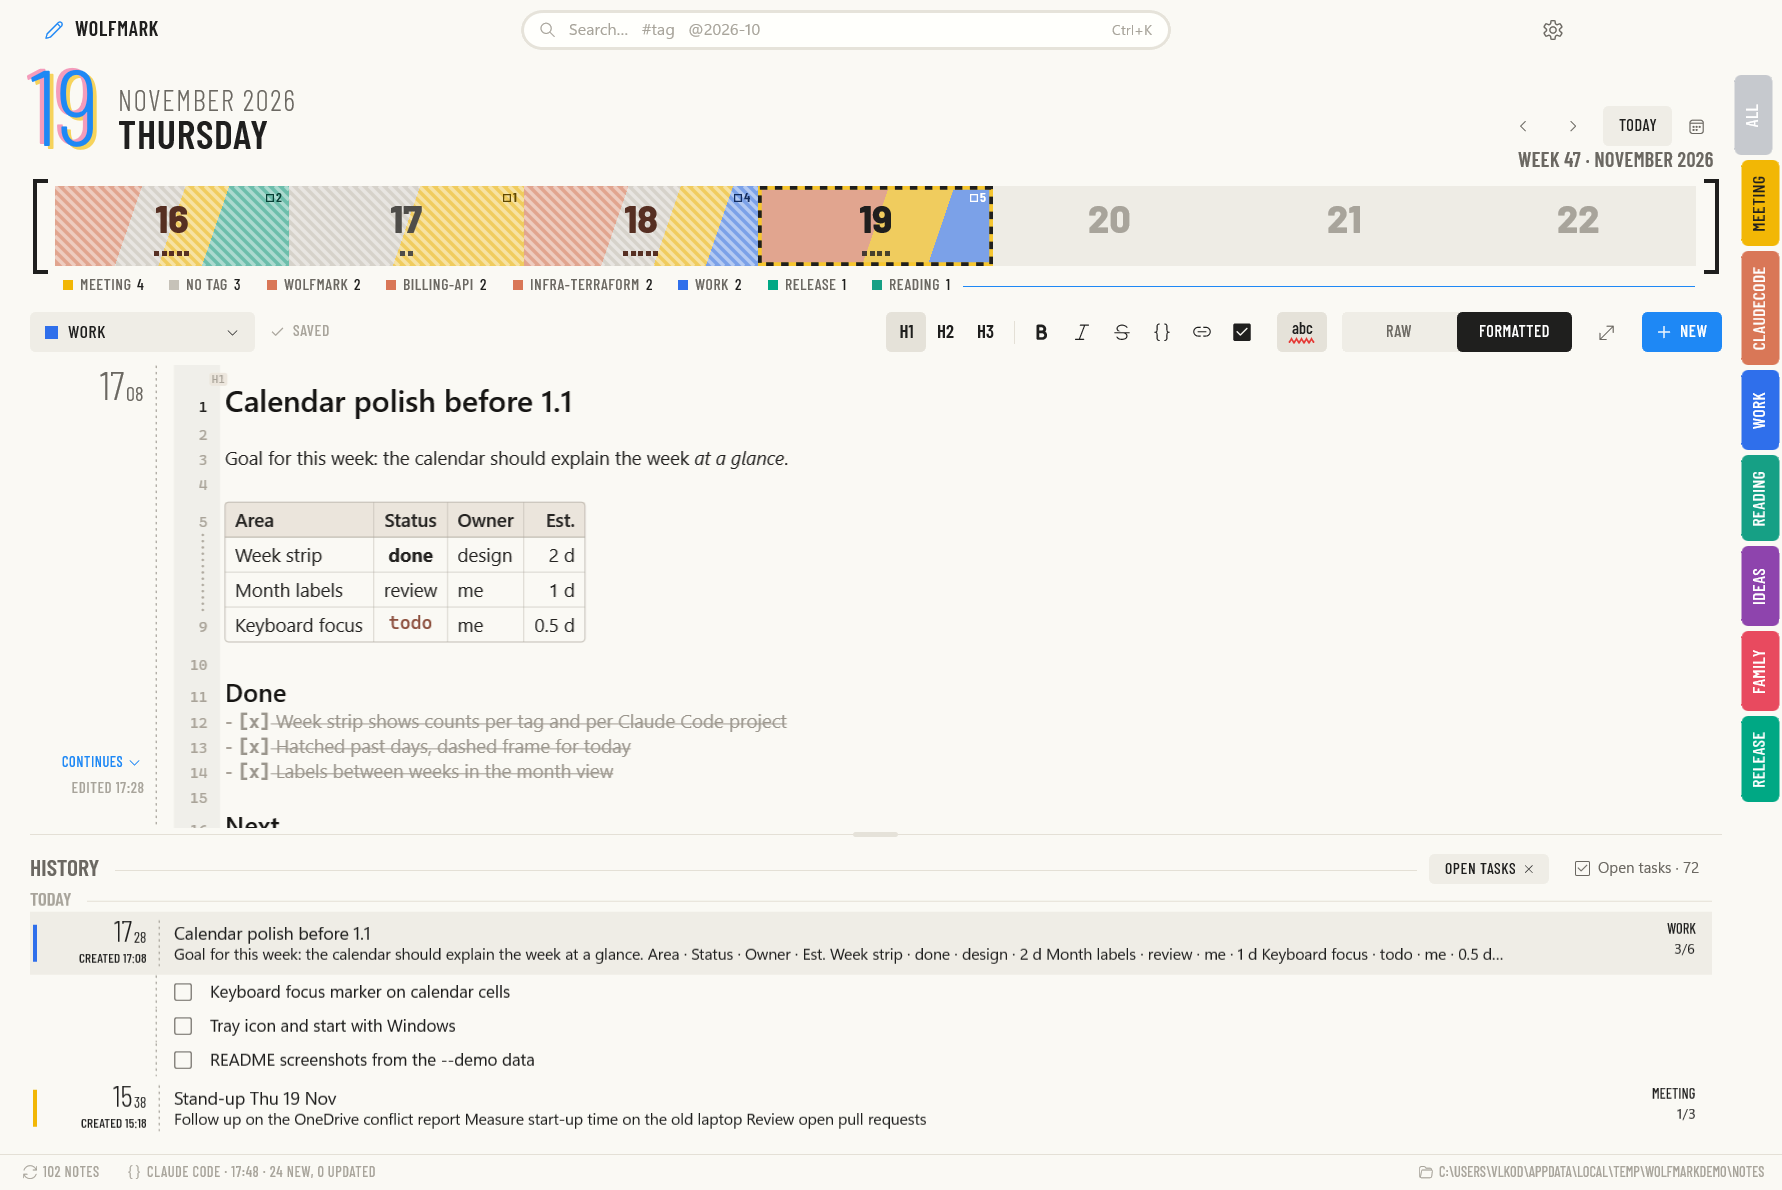 WOLFMARK
Search... #tag @2026-10 Ctrl+K
19
NOVEMBER 2026
THURSDAY
TODAY
WEEK 47 · NOVEMBER 2026
16 2
17 1
18 4
19 5
20
21
22
MEETING 4 NO TAG 3 WOLFMARK 2 BILLING-API 2 INFRA-TERRAFORM 2 WORK 2 RELEASE 1 READING 1
WORK
SAVED
H1 H2 H3 B I S {} abc RAW FORMATTED + NEW
ALL
MEETING
CLAUDECODE
WORK
READING
IDEAS
FAMILY
RELEASE
17 08
H1
1 Calendar polish before 1.1
2
3 Goal for this week: the calendar should explain the week at a glance.
4
5 Area Status Owner Est.
Week strip done design 2 d
Month labels review me 1 d
9 Keyboard focus todo me 0.5 d
10
11 Done
12 - [x] Week strip shows counts per tag and per Claude Code project
13 - [x] Hatched past days, dashed frame for today
14 - [x] Labels between weeks in the month view
15
16 Next
CONTINUES
EDITED 17:28
HISTORY
OPEN TASKS ×
Open tasks · 72
TODAY
17 28
CREATED 17:08
Calendar polish before 1.1
Goal for this week: the calendar should explain the week at a glance. Area · Status · Owner · Est. Week strip · done · design · 2 d Month labels · review · me · 1 d Keyboard focus · todo · me · 0.5 d...
WORK
3/6
Keyboard focus marker on calendar cells
Tray icon and start with Windows
README screenshots from the --demo data
15 38
CREATED 15:18
Stand-up Thu 19 Nov
Follow up on the OneDrive conflict report Measure start-up time on the old laptop Review open pull requests
MEETING
1/3
102 NOTES
{} CLAUDE CODE · 17:48 · 24 NEW, 0 UPDATED
C:\USERS\VLKOD\APPDATA\LOCAL\TEMP\WOLFMARKDEMO\NOTES